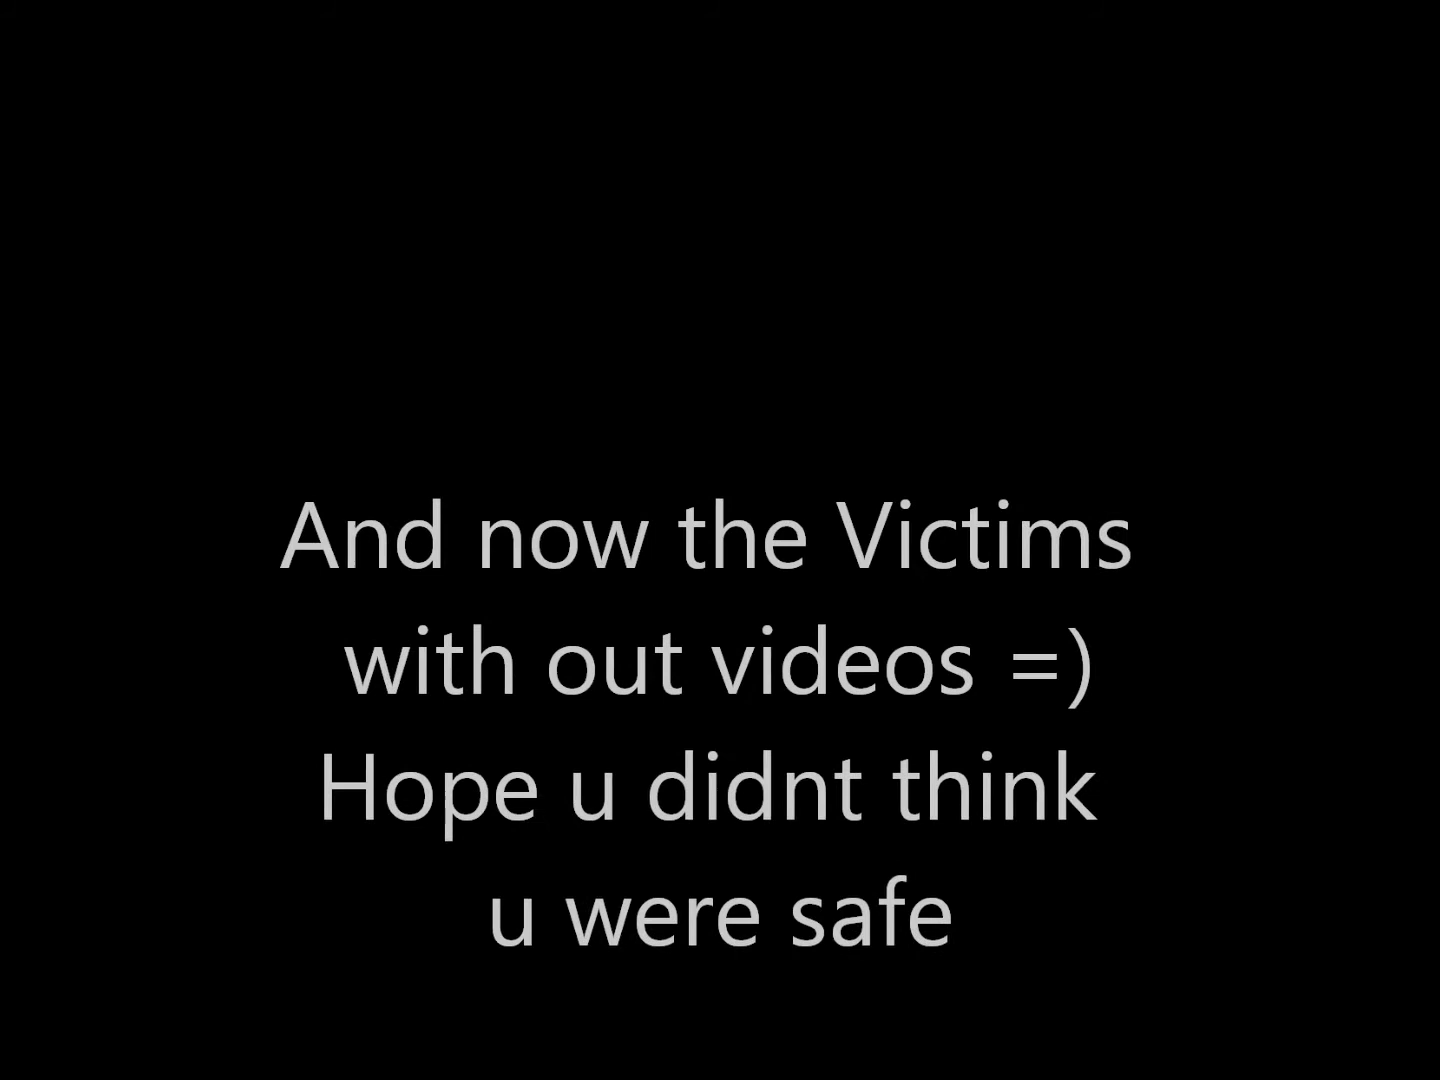 And now the Victims
with out videos =)
Hope u didnt think
u were safe